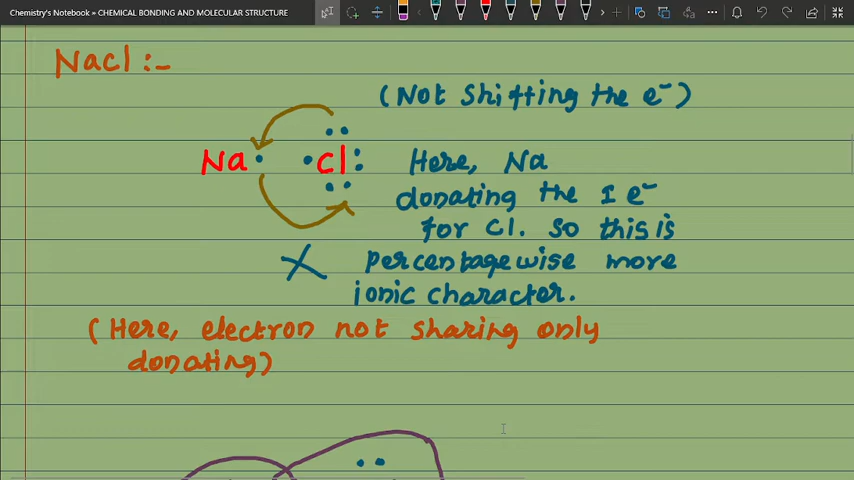 Chemistry's Notebook » CHEMICAL BONDING AND MOLECULAR STRUCTURE
Nacl :-
(Not Shifting the e⁻)
Na Cl
Here, Na
donating the 1 e⁻
for Cl. so this is
percentagewise more
ionic character.
(Here, electron not sharing only
donating)